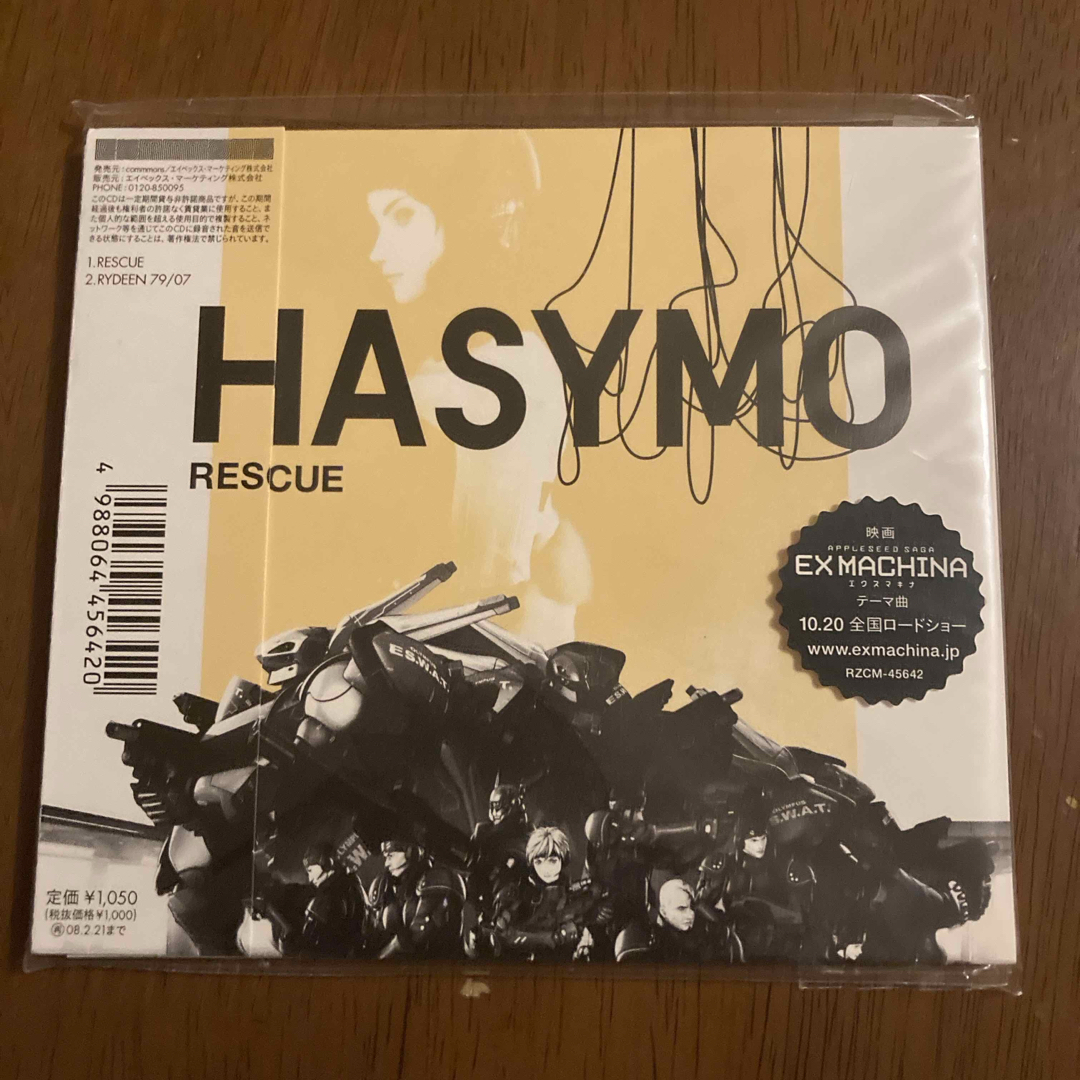 発売元:commmons/エイベックス・マーケティング株式会社
販売元:エイベックス・マーケティング株式会社
PHONE:0120-850095
このCDは一定期間貸与非許諾商品ですが、この期間
経過後も権利者の許諾なく賃貸業に使用すること、ま
た個人的な範囲を超える使用目的で複製すること、ネ
ットワーク等を通じてこのCDに録音された音を送信で
きる状態にすることは、著作権法で禁じられています。
1.RESCUE
2.RYDEEN 79/07
HASYMO
RESCUE
4 988064 456420
映画
APPLESEED SAGA
EX MACHINA
エクスマキナ
テーマ曲
10.20 全国ロードショー
www.exmachina.jp
RZCM-45642
E.S.W.A.T.
T.
E.S.W
OLYMPUS
E.S.W.A.T.
定価 ¥1,050
(税抜価格¥1,000)
再08.2.21まで